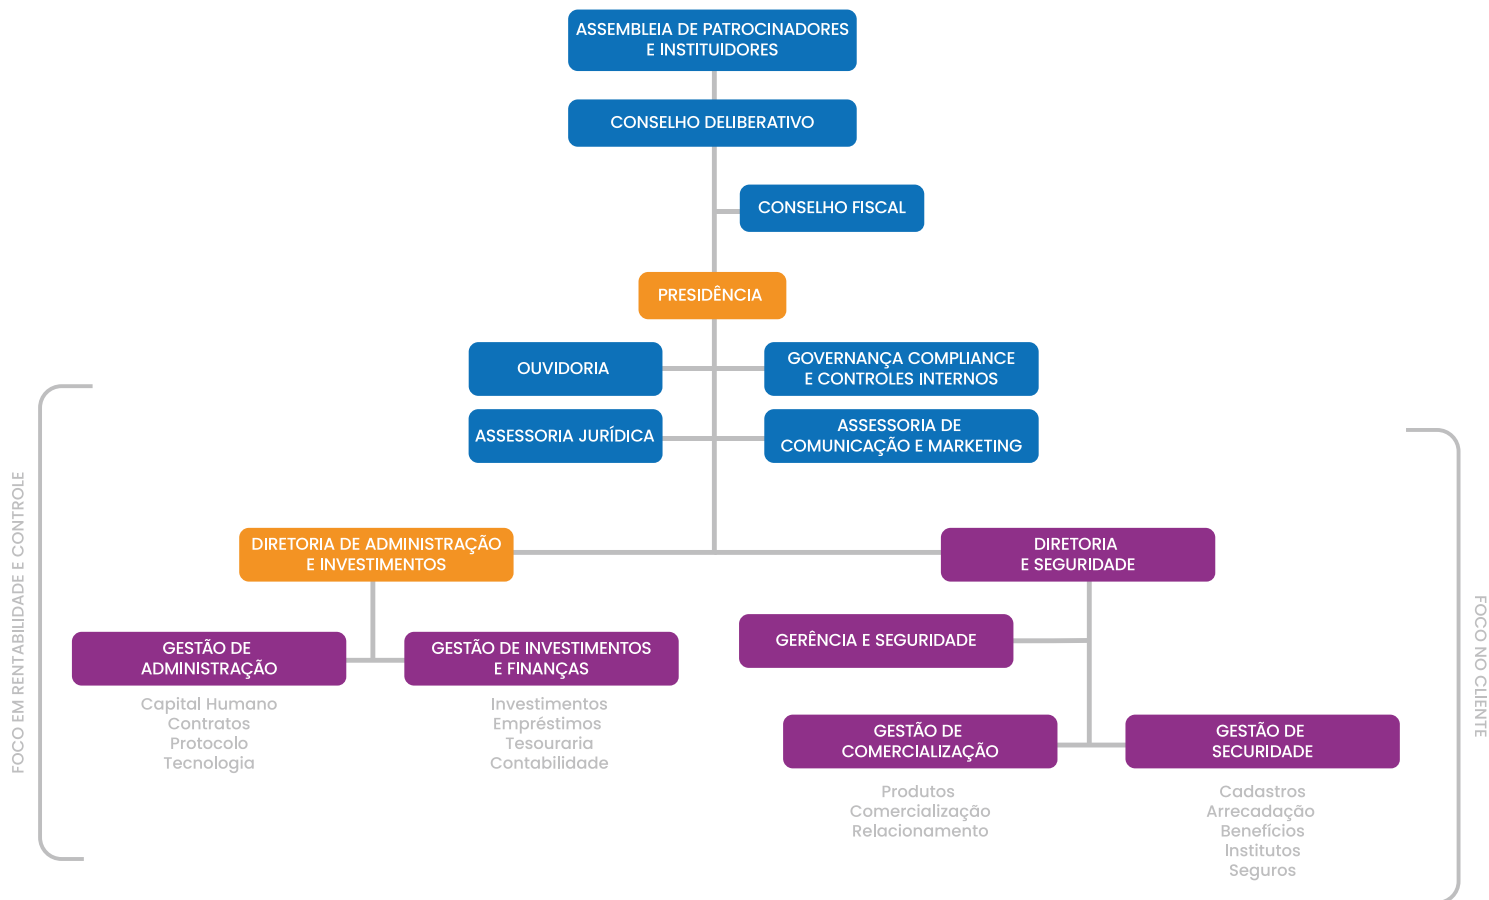 ASSEMBLEIA DE PATROCINADORES
E INSTITUIDORES
CONSELHO DELIBERATIVO
CONSELHO FISCAL
PRESIDÊNCIA
OUVIDORIA
GOVERNANÇA COMPLIANCE
E CONTROLES INTERNOS
ASSESSORIA JURÍDICA
ASSESSORIA DE
COMUNICAÇÃO E MARKETING
FOCO EM RENTABILIDADE E CONTROLE
DIRETORIA DE ADMINISTRAÇÃO
E INVESTIMENTOS
GESTÃO DE
ADMINISTRAÇÃO
Capital Humano
Contratos
Protocolo
Tecnologia
GESTÃO DE INVESTIMENTOS
E FINANÇAS
Investimentos
Empréstimos
Tesouraria
Contabilidade
DIRETORIA
E SEGURIDADE
GERÊNCIA E SEGURIDADE
GESTÃO DE
COMERCIALIZAÇÃO
Produtos
Comercialização
Relacionamento
GESTÃO DE
SECURIDADE
Cadastros
Arrecadação
Benefícios
Institutos
Seguros
FOCO NO CLIENTE